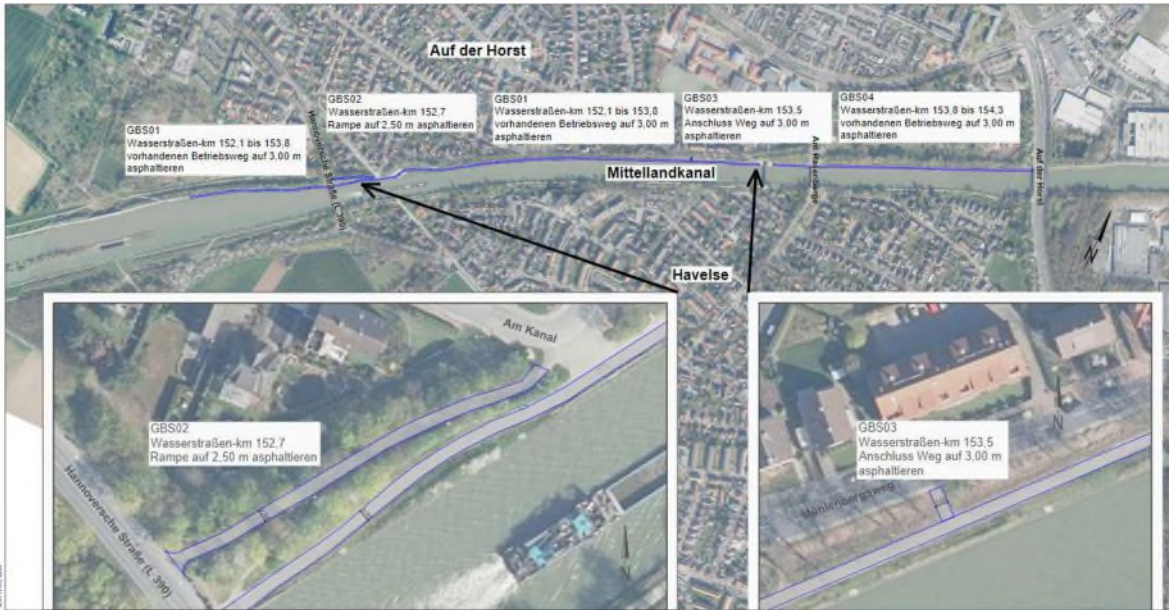 Auf der Horst
GBS01
Wasserstraßen-km 152,1 bis 153,8
vorhandenen Betriebsweg auf 3,00 m
asphaltieren
GBS02
Wasserstraßen-km 152,7
Rampe auf 2,50 m asphaltieren
GBS01
Wasserstraßen-km 152,1 bis 153,8
vorhandenen Betriebsweg auf 3,00 m
asphaltieren
GBS03
Wasserstraßen-km 153,5
Anschluss Weg auf 3,00 m
asphaltieren
GBS04
Wasserstraßen-km 153,8 bis 154,3
vorhandenen Betriebsweg auf 3,00 m
asphaltieren
Hannoversche Straße (L 390)
Mittellandkanal
Auf der Horst
N
Havelse
Am Kanal
GBS02
Wasserstraßen-km 152,7
Rampe auf 2,50 m asphaltieren
Hannoversche Straße (L 390)
N
GBS03
Wasserstraßen-km 153,5
Anschluss Weg auf 3,00 m
asphaltieren
N